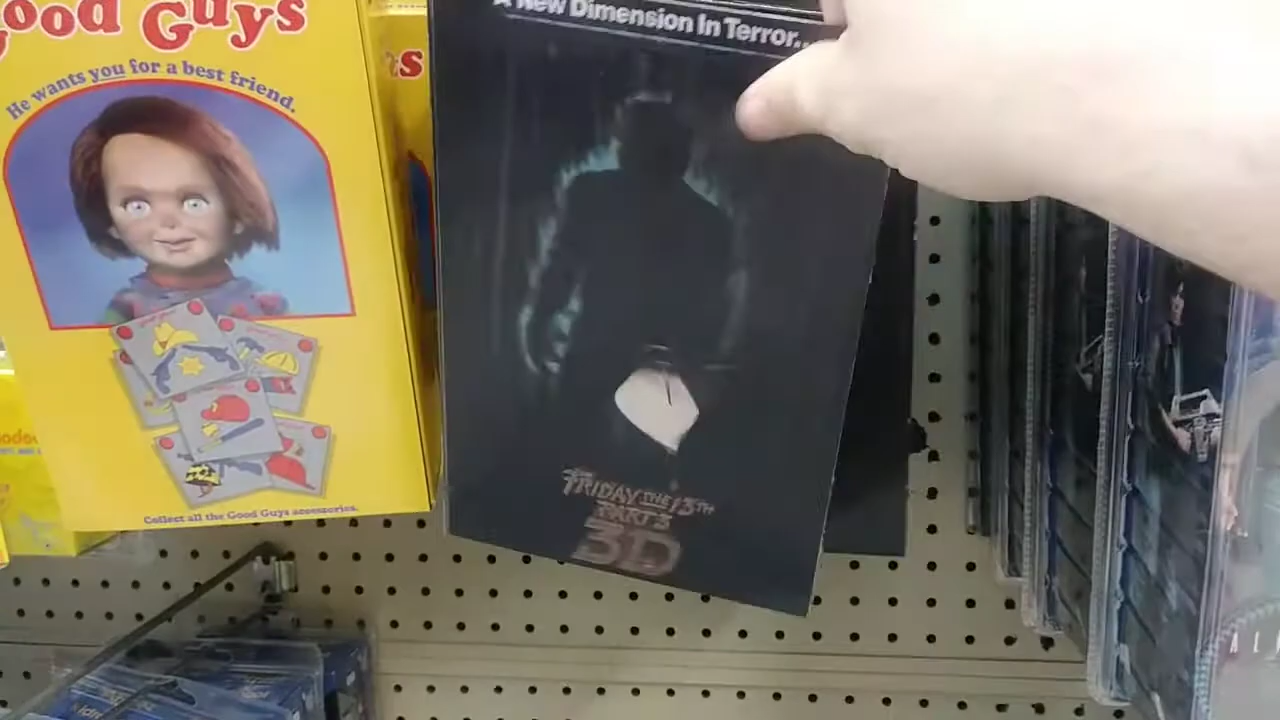 Good Guys
He wants you for a best friend.
Collect all the Good Guys accessories.
A New Dimension In Terror...
FRIDAY THE 13TH
PART 3
3D